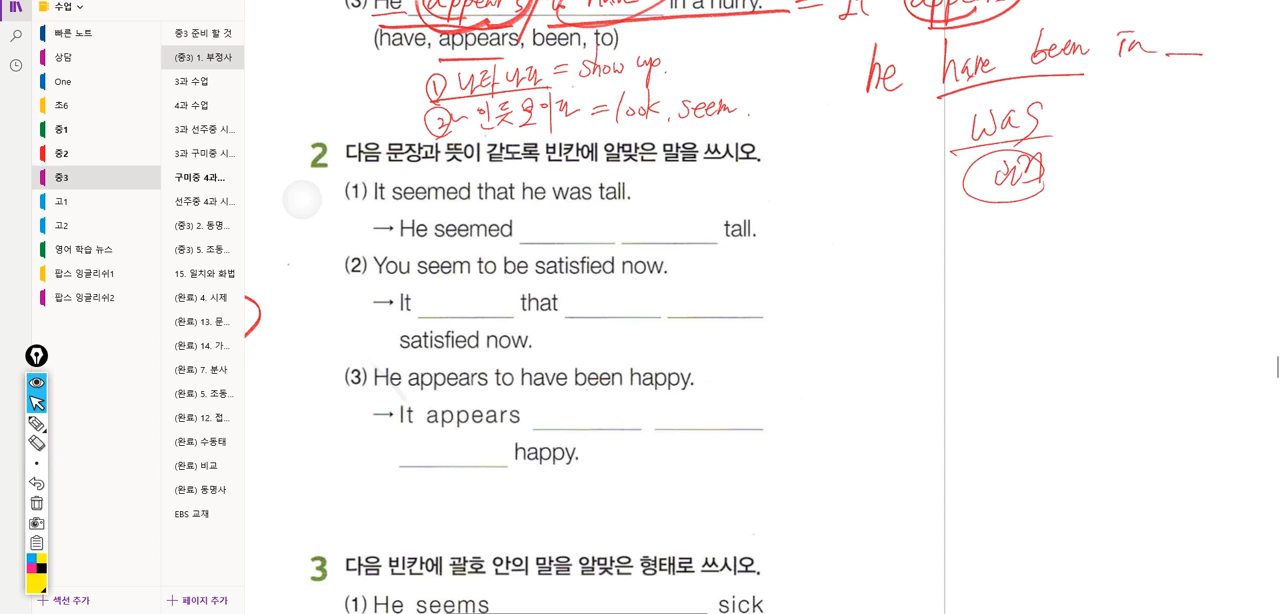 수업
빠른 노트
상담
One
초6
중1
중2
중3
고1
고2
영어 학습 뉴스
팝스 잉글리쉬1
팝스 잉글리쉬2
섹션 추가
중3 준비 할 것
(중3) 1. 부정사
3과 수업
4과 수업
3과 선주중 시...
3과 구미중 시...
구미중 4과...
선주중 4과 시...
(중3) 2. 동명...
(중3) 5. 조동...
15. 일치와 화법
(완료) 4. 시제
(완료) 13. 문...
(완료) 14. 가...
(완료) 7. 분사
(완료) 5. 조동...
(완료) 12. 접...
(완료) 수동태
(완료) 비교
(완료) 동명사
EBS 교재
페이지 추가
(3) He appears to have in a hurry. = It appears
(have, appears, been, to)
① 나타나다 = show up.
② ~인듯 보이다 = look, seem.
he have been in
was
2 다음 문장과 뜻이 같도록 빈칸에 알맞은 말을 쓰시오.
(1) It seemed that he was tall.
→ He seemed tall.
(2) You seem to be satisfied now.
→ It that
satisfied now.
(3) He appears to have been happy.
→ It appears
happy.
3 다음 빈칸에 괄호 안의 말을 알맞은 형태로 쓰시오.
(1) He seems sick